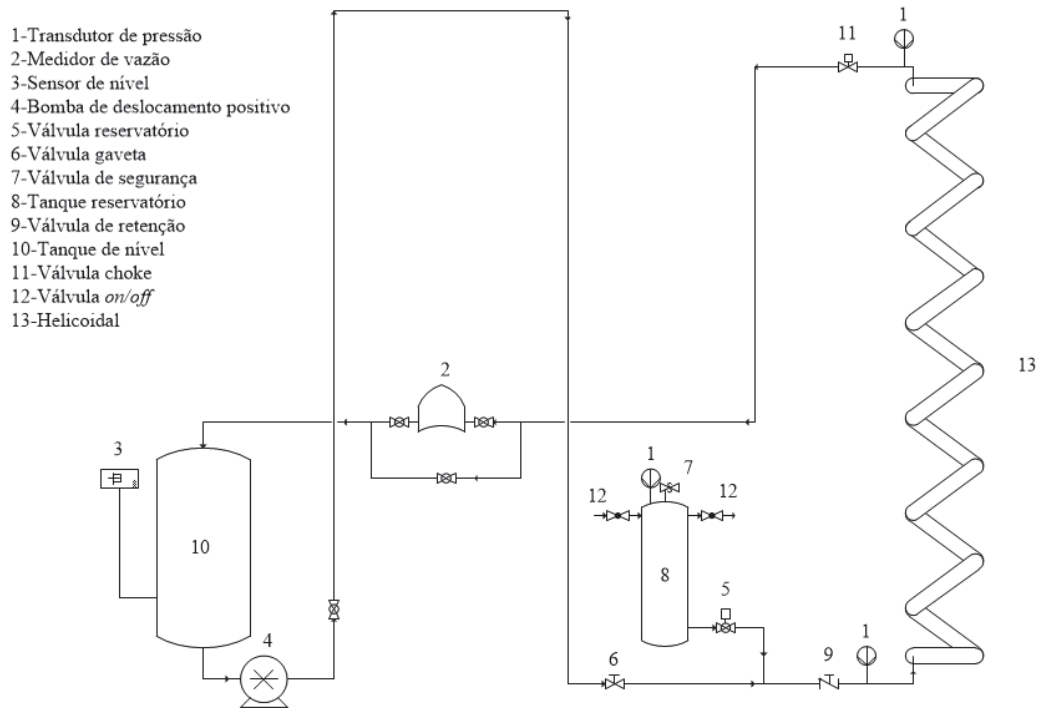 1-Transdutor de pressão
2-Medidor de vazão
3-Sensor de nível
4-Bomba de deslocamento positivo
5-Válvula reservatório
6-Válvula gaveta
7-Válvula de segurança
8-Tanque reservatório
9-Válvula de retenção
10-Tanque de nível
11-Válvula choke
12-Válvula on/off
13-Helicoidal
1
11
13
2
3
1
7
12
12
10
8
5
4
6
9
1